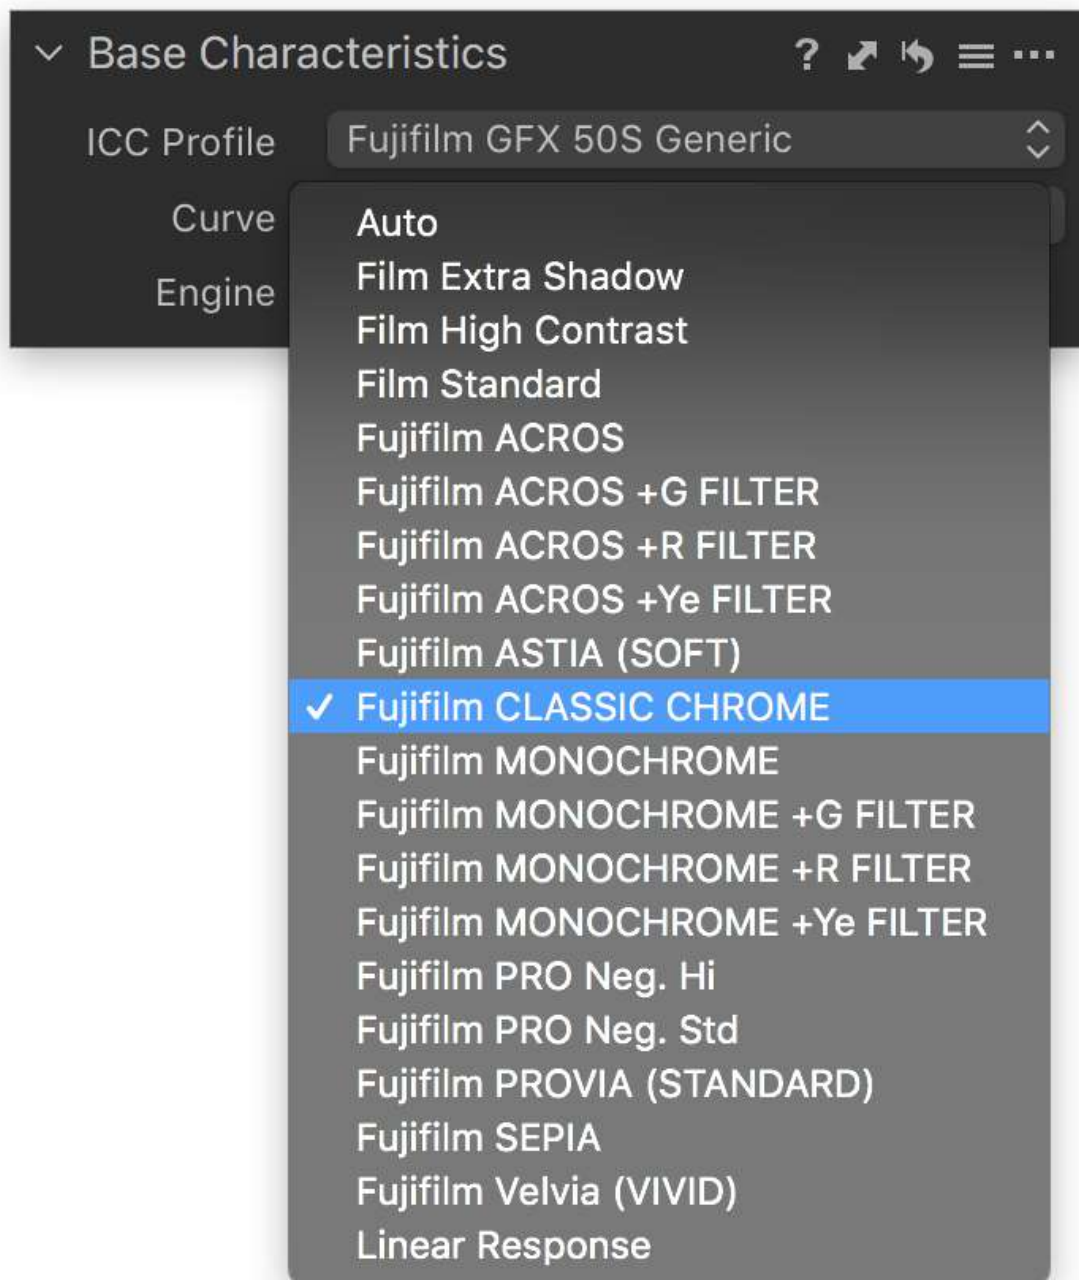 Base Characteristics ? ...
ICC Profile Fujifilm GFX 50S Generic
Curve
Engine
Auto
Film Extra Shadow
Film High Contrast
Film Standard
Fujifilm ACROS
Fujifilm ACROS +G FILTER
Fujifilm ACROS +R FILTER
Fujifilm ACROS +Ye FILTER
Fujifilm ASTIA (SOFT)
Fujifilm CLASSIC CHROME
Fujifilm MONOCHROME
Fujifilm MONOCHROME +G FILTER
Fujifilm MONOCHROME +R FILTER
Fujifilm MONOCHROME +Ye FILTER
Fujifilm PRO Neg. Hi
Fujifilm PRO Neg. Std
Fujifilm PROVIA (STANDARD)
Fujifilm SEPIA
Fujifilm Velvia (VIVID)
Linear Response